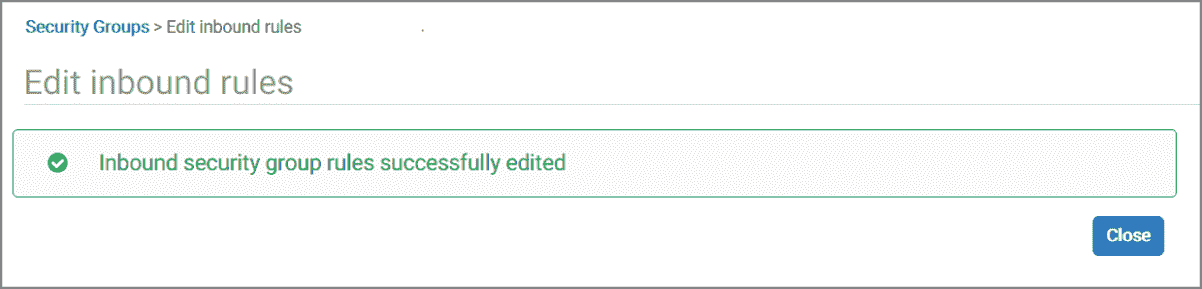 Security Groups > Edit inbound rules
Edit inbound rules
Inbound security group rules successfully edited
Close